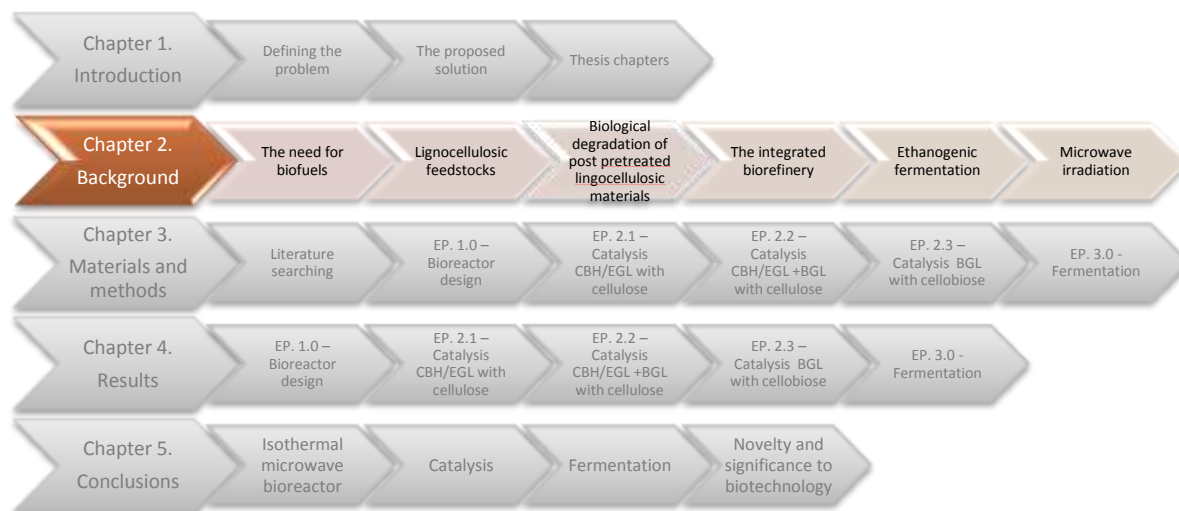 Chapter 1.
Introduction
Defining the
problem
The proposed
solution
Thesis chapters
Chapter 2.
Background
The need for
biofuels
Lignocellulosic
feedstocks
Biological
degradation of
post pretreated
lingocellulosic
materials
The integrated
biorefinery
Ethanogenic
fermentation
Microwave
irradiation
Chapter 3.
Materials and
methods
Literature
searching
EP. 1.0 –
Bioreactor
design
EP. 2.1 –
Catalysis
CBH/EGL with
cellulose
EP. 2.2 –
Catalysis
CBH/EGL +BGL
with cellulose
EP. 2.3 –
Catalysis BGL
with cellobiose
EP. 3.0 -
Fermentation
Chapter 4.
Results
EP. 1.0 –
Bioreactor
design
EP. 2.1 –
Catalysis
CBH/EGL with
cellulose
EP. 2.2 –
Catalysis
CBH/EGL +BGL
with cellulose
EP. 2.3 –
Catalysis BGL
with cellobiose
EP. 3.0 -
Fermentation
Chapter 5.
Conclusions
Isothermal
microwave
bioreactor
Catalysis
Fermentation
Novelty and
significance to
biotechnology